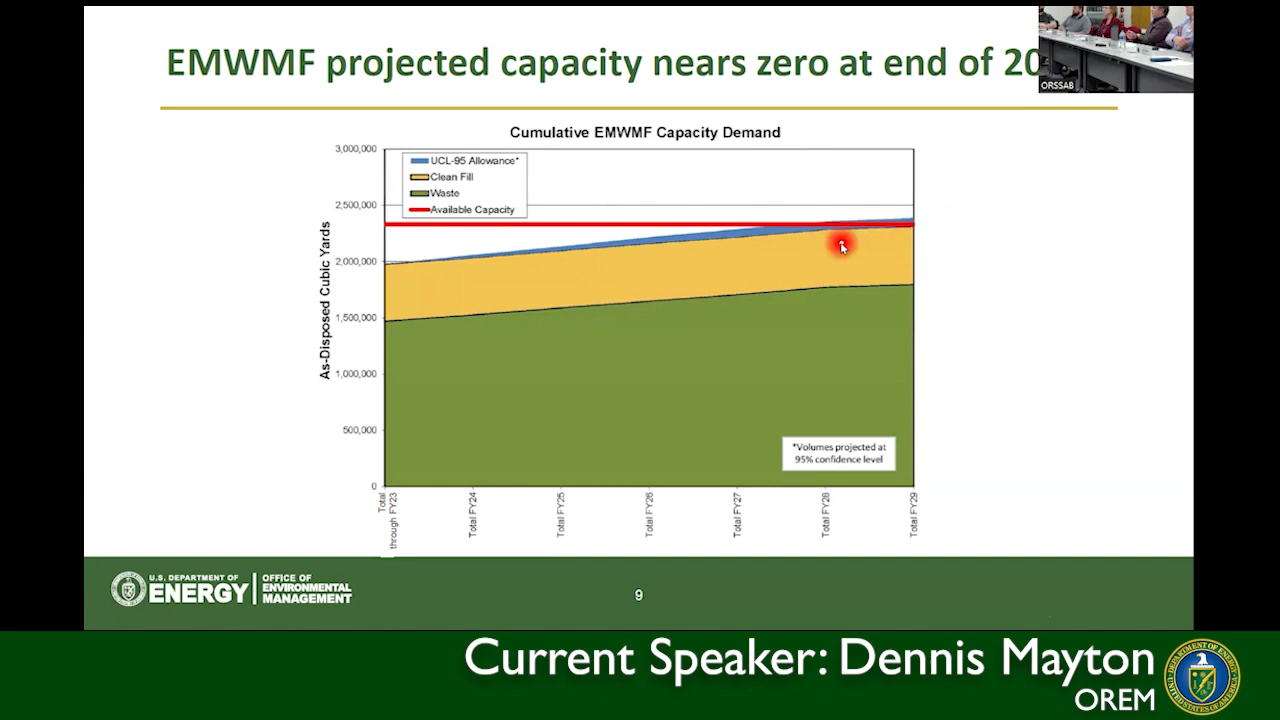 EMWMF projected capacity nears zero at end of 20
ORSSAB
Cumulative EMWMF Capacity Demand
3,000,000
2,500,000
2,000,000
1,500,000
1,000,000
500,000
0
As-Disposed Cubic Yards
UCL-95 Allowance*
Clean Fill
Waste
Available Capacity
*Volumes projected at
95% confidence level
Total
through FY23
Total FY24
Total FY25
Total FY26
Total FY27
Total FY28
Total FY29
U.S. DEPARTMENT OF
ENERGY
OFFICE OF
ENVIRONMENTAL
MANAGEMENT
9
Current Speaker: Dennis Mayton
OREM